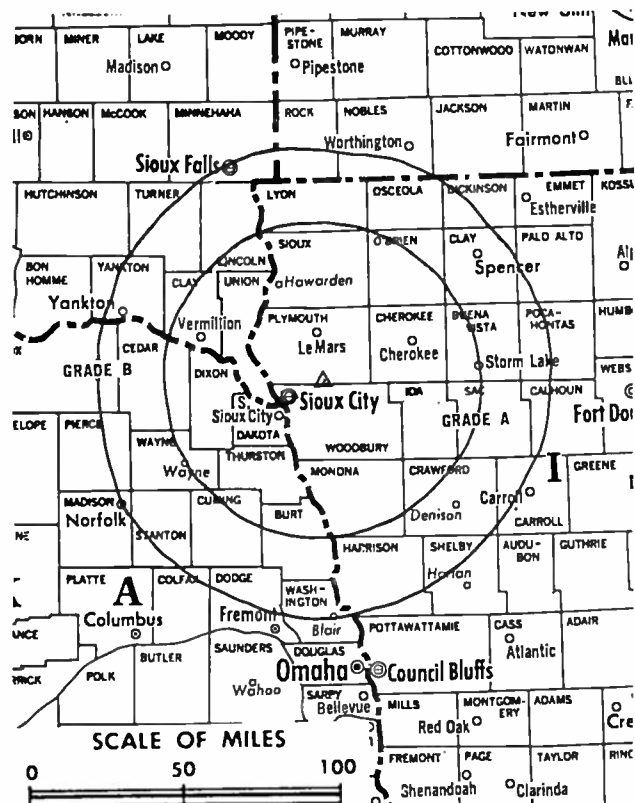 MINER
LAKE
MOODY
PIPE-
STONE
MURRAY
COTTONWOOD
WATONWAN
Madison
Pipestone
HANSON
McCOOK
MINNEHAHA
ROCK
NOBLES
JACKSON
MARTIN
Worthington
Fairmont
Sioux Falls
HUTCHINSON
TURNER
LYON
OSCEOLA
DICKINSON
EMMET
Estherville
SIOUX
O'BRIEN
CLAY
PALO ALTO
Spencer
BON
HOMME
YANKTON
CLAY
LINCOLN
UNION
Hawarden
Yankton
Vermillion
PLYMOUTH
LeMars
CHEROKEE
Cherokee
BUENA
VISTA
POCA-
HONTAS
Storm Lake
CEDAR
GRADE B
DIXON
Sioux City
S.
Sioux City
DAKOTA
IDA
SAC
CALHOUN
GRADE A
PIERCE
WAYNE
Wayne
THURSTON
WOODBURY
MONONA
CRAWFORD
Denison
Carroll
CARROLL
I
GREENE
MADISON
Norfolk
STANTON
CUMING
BURT
HARRISON
SHELBY
Harlan
AUDU-
BON
GUTHRIE
PLATTE
A
COLFAX
DODGE
WASH-
INGTON
Columbus
Fremont
Blair
POTTAWATTAMIE
CASS
Atlantic
ADAIR
POLK
BUTLER
SAUNDERS
Wahoo
DOUGLAS
Omaha
Council Bluffs
SARPY
Bellevue
MILLS
MONTGOM-
ERY
ADAMS
Red Oak
FREMONT
PAGE
TAYLOR
Shenandoah
Clarinda
SCALE OF MILES
0 50 100